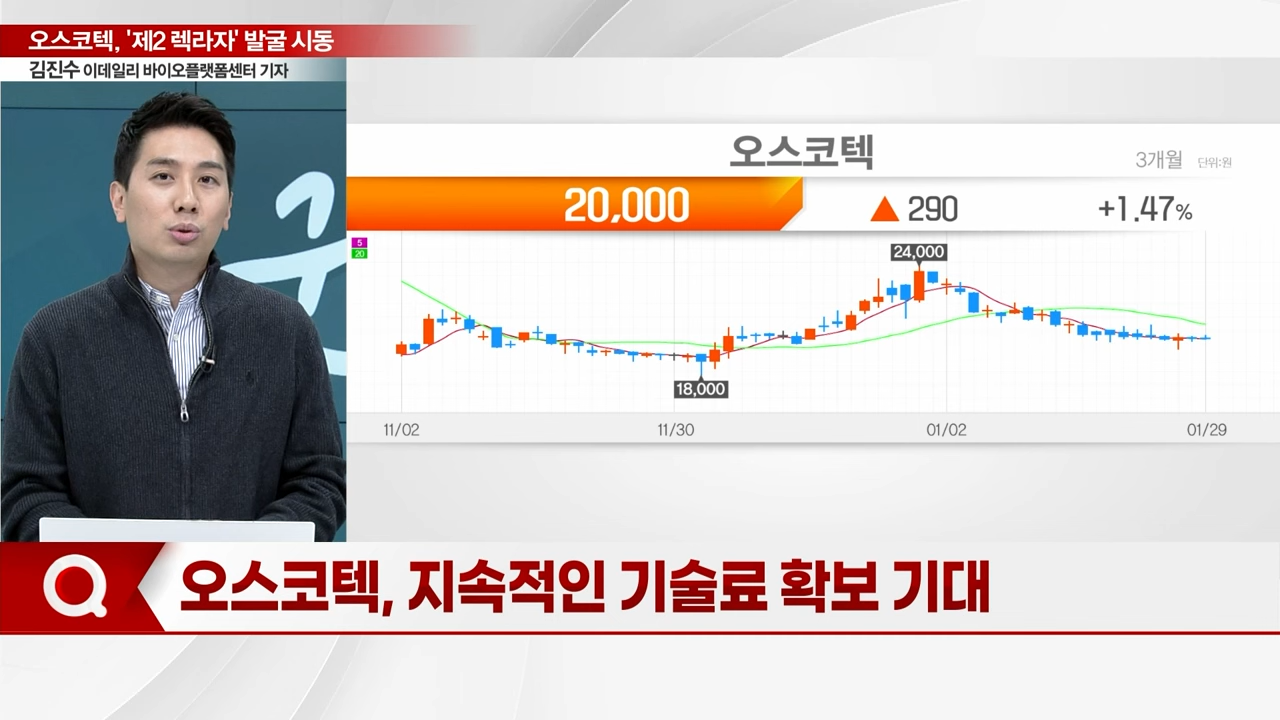 오스코텍, '제2 렉라자' 발굴 시동
김진수 이데일리 바이오플랫폼센터 기자
오스코텍
3개월 단위:원
20,000 ▲ 290 +1.47%
5
20
24,000
18,000
11/02 11/30 01/02 01/29
오스코텍, 지속적인 기술료 확보 기대